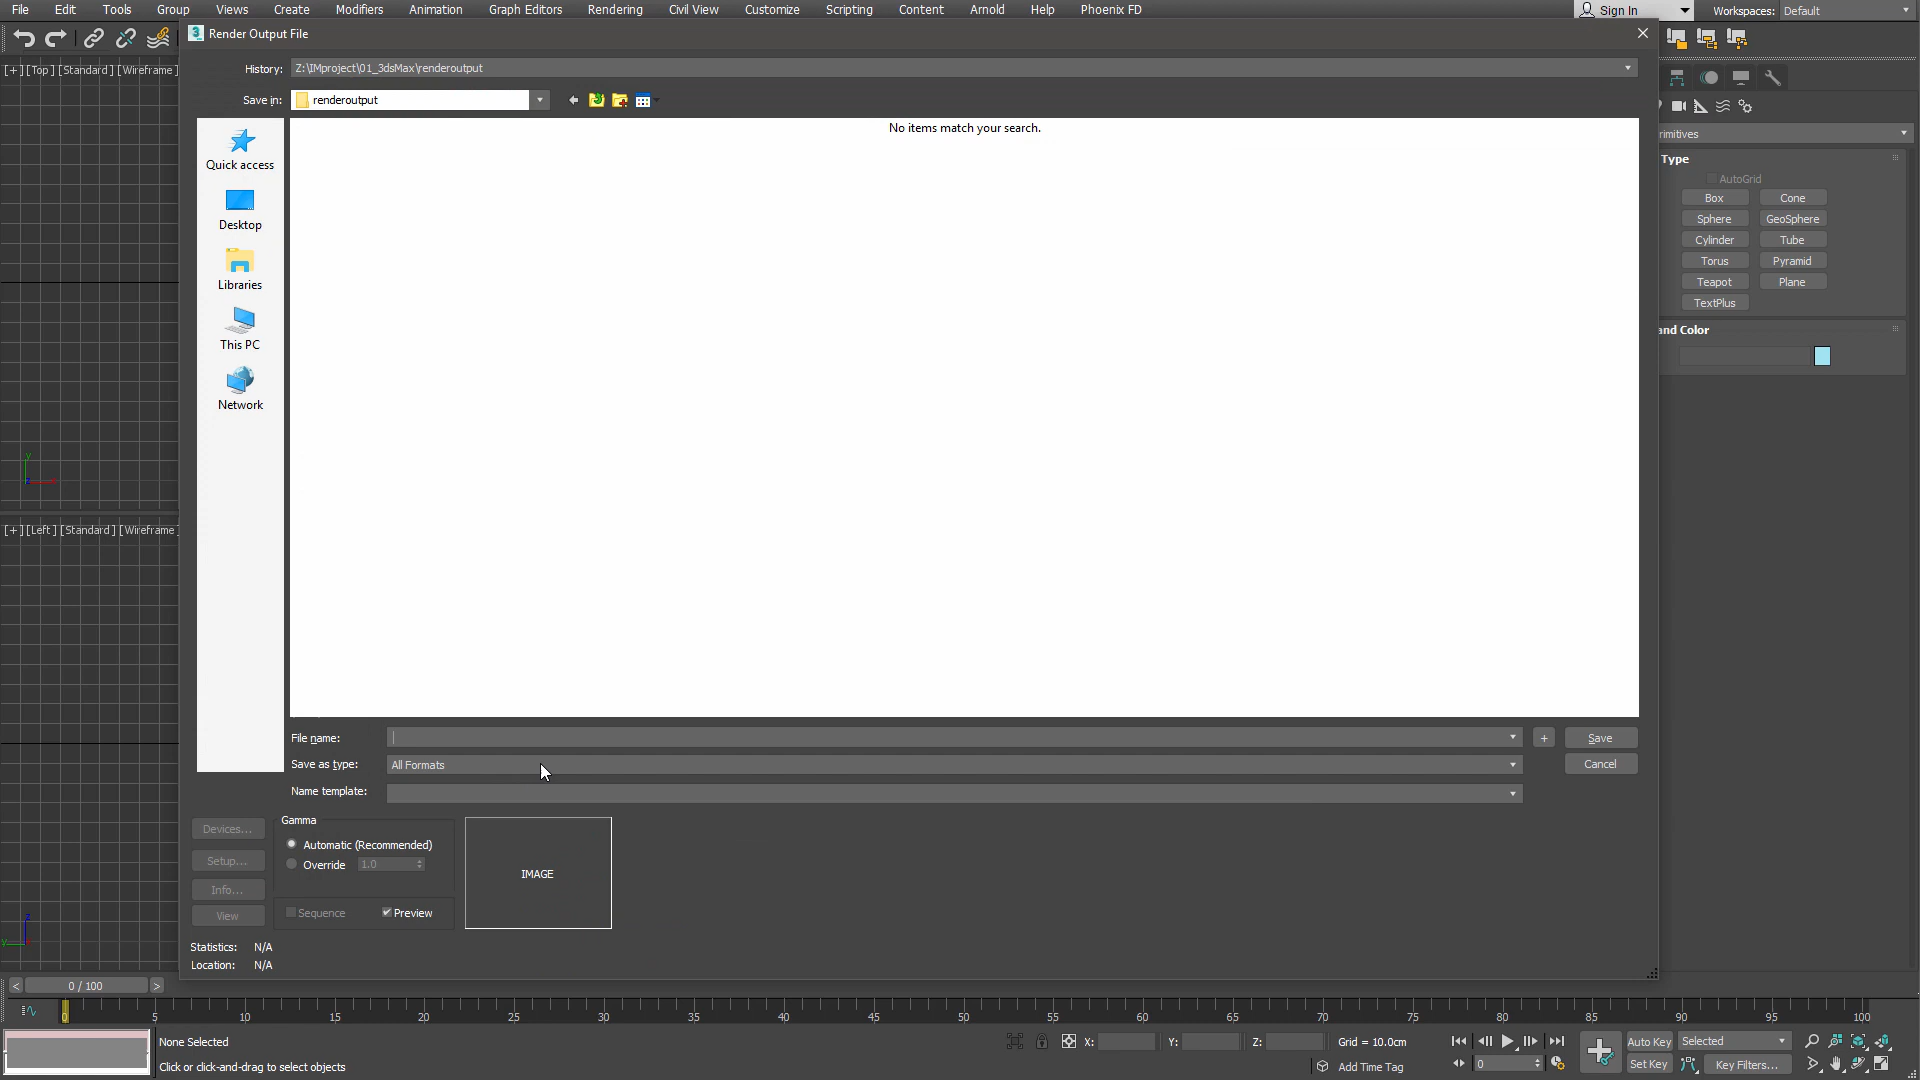 File Edit Tools Group Views Create Modifiers Animation Graph Editors Rendering Civil View Customize Scripting Content Arnold Help Phoenix FD Sign In Workspaces: Default
Render Output File
[+] [Top] [Standard] [Wireframe]
History: Z:\IMproject\01_3dsMax\renderoutput
Save in: renderoutput
No items match your search.
Quick access
Desktop
Libraries
This PC
Network
rimitives
Type
AutoGrid
Box Cone
Sphere GeoSphere
Cylinder Tube
Torus Pyramid
Teapot Plane
TextPlus
and Color
y
[+] [Left] [Standard] [Wireframe]
File name: + Save
Save as type: All Formats Cancel
Name template:
Devices... Gamma
Automatic (Recommended)
Setup... Override 1.0
IMAGE
Info...
View Sequence Preview
z
y
Statistics: N/A
Location: N/A
< 0 / 100 >
0 5 10 15 20 25 30 35 40 45 50 55 60 65 70 75 80 85 90 95 100
None Selected X: Y: Z: Grid = 10.0cm Auto Key Selected
Click or click-and-drag to select objects Add Time Tag 0 Set Key Key Filters...